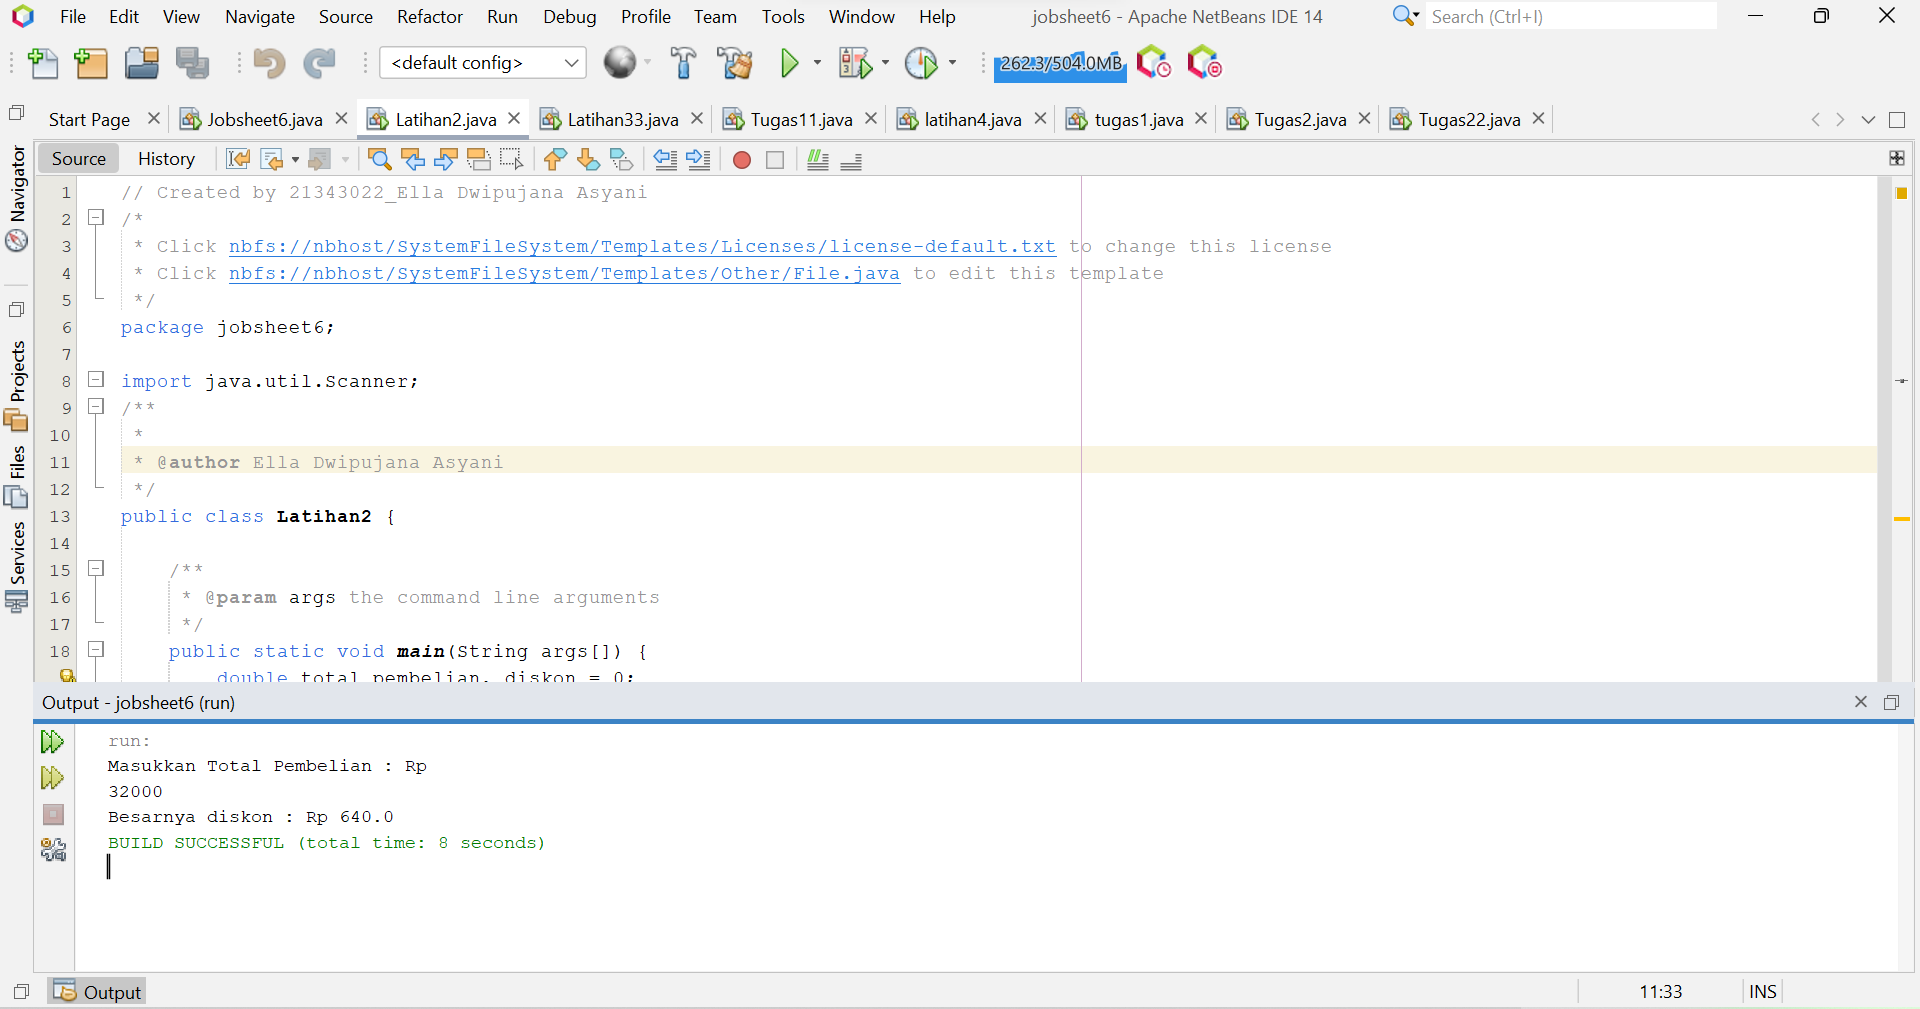 File Edit View Navigate Source Refactor Run Debug Profile Team Tools Window Help jobsheet6 - Apache NetBeans IDE 14 Search (Ctrl+I)
<default config> 262.3/504.0MB
Start Page Jobsheet6.java Latihan2.java Latihan33.java Tugas11.java latihan4.java tugas1.java Tugas2.java Tugas22.java
Source History
Navigator
Projects
Files
Services
1 // Created by 21343022_Ella Dwipujana Asyani
2 /*
3 * Click nbfs://nbhost/SystemFileSystem/Templates/Licenses/license-default.txt to change this license
4 * Click nbfs://nbhost/SystemFileSystem/Templates/Other/File.java to edit this template
5 */
6 package jobsheet6;
7
8 import java.util.Scanner;
9 /**
10 *
11 * @author Ella Dwipujana Asyani
12 */
13 public class Latihan2 {
14
15 /**
16 * @param args the command line arguments
17 */
18 public static void main(String args[]) {
double total_pembelian, diskon = 0;
Output - jobsheet6 (run)
run:
Masukkan Total Pembelian : Rp
32000
Besarnya diskon : Rp 640.0
BUILD SUCCESSFUL (total time: 8 seconds)
Output 11:33 INS